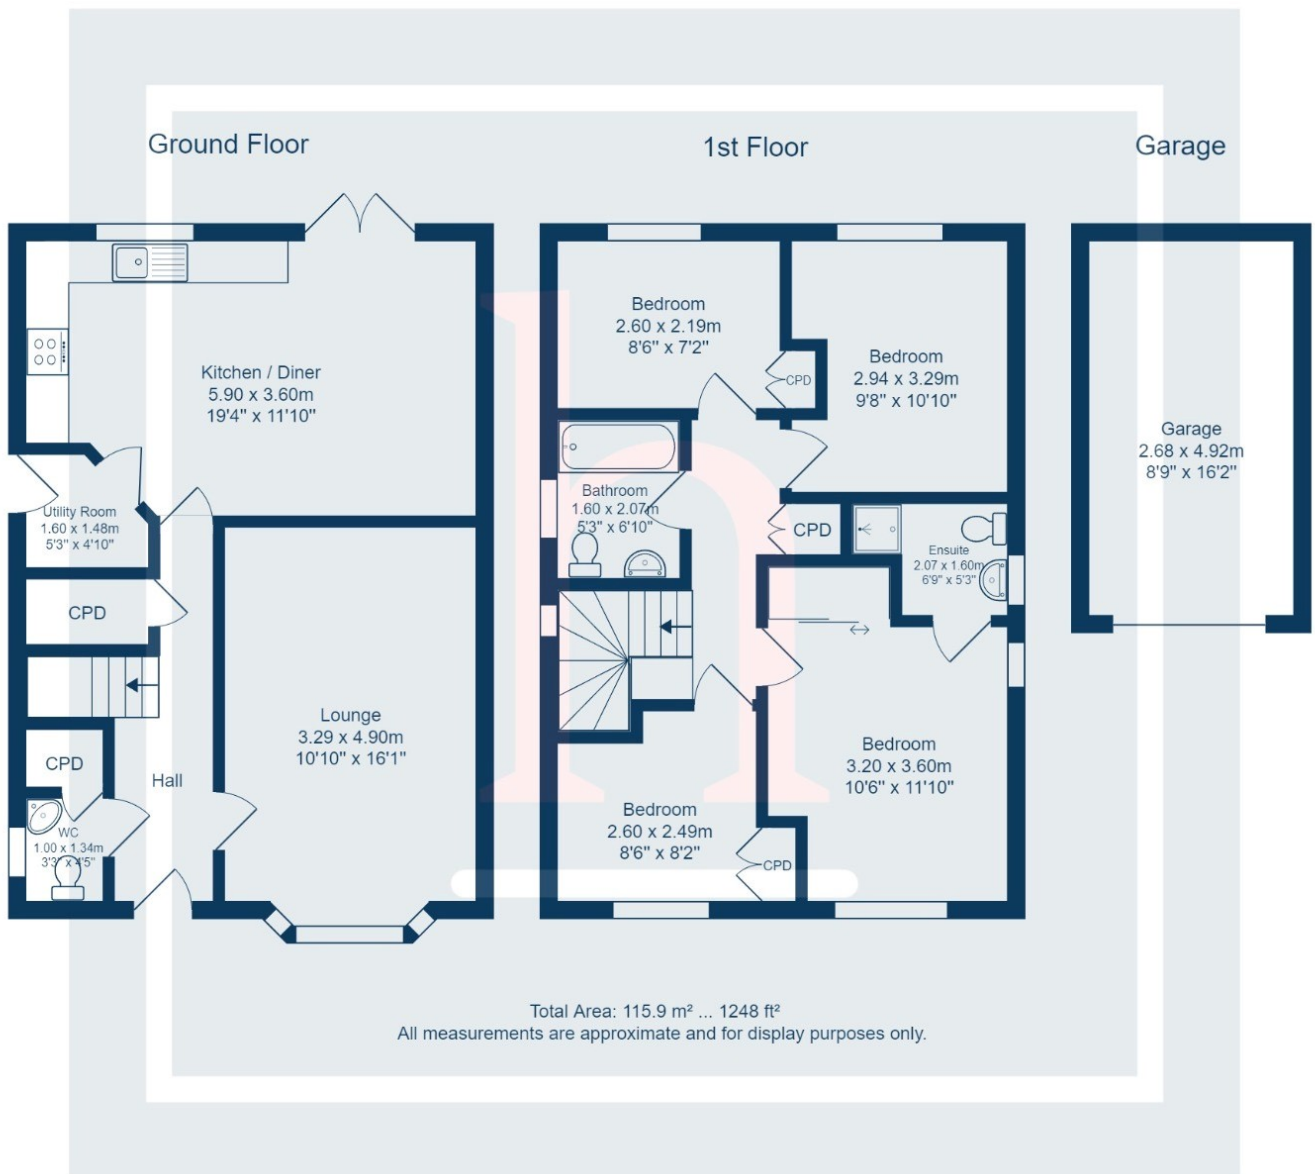 Ground Floor
1st Floor
Garage
Kitchen / Diner
5.90 x 3.60m
19'4" x 11'10"
Utility Room
1.60 x 1.48m
5'3" x 4'10"
CPD
CPD
WC
1.00 x 1.34m
3'3" x 4'5"
Hall
Lounge
3.29 x 4.90m
10'10" x 16'1"
Bedroom
2.60 x 2.19m
8'6" x 7'2"
CPD
Bedroom
2.94 x 3.29m
9'8" x 10'10"
Bathroom
1.60 x 2.07m
5'3" x 6'10"
CPD
Ensuite
2.07 x 1.60m
6'9" x 5'3"
Bedroom
2.60 x 2.49m
8'6" x 8'2"
CPD
Bedroom
3.20 x 3.60m
10'6" x 11'10"
Garage
2.68 x 4.92m
8'9" x 16'2"
h
Total Area: 115.9 m² ... 1248 ft²
All measurements are approximate and for display purposes only.